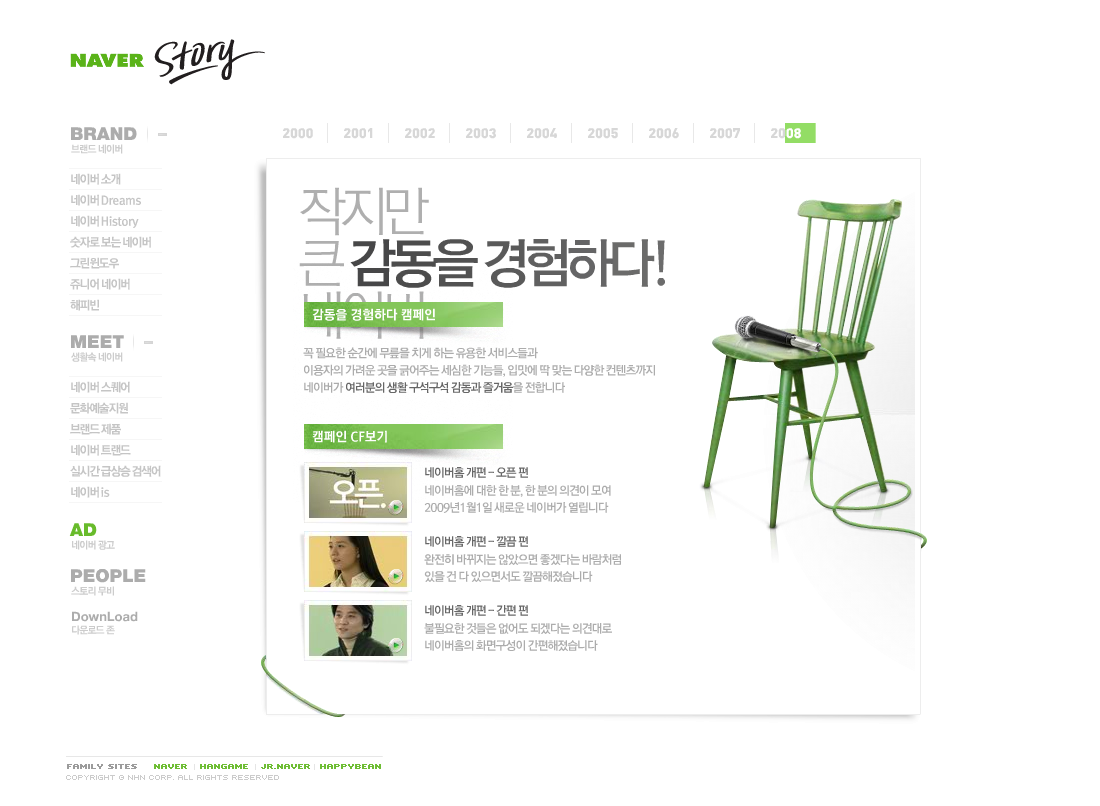 NAVER Story
BRAND
브랜드 네이버
네이버 소개
네이버 Dreams
네이버 History
숫자로 보는 네이버
그린윈도우
쥬니어 네이버
해피빈
MEET
생활속 네이버
네이버 스퀘어
문화예술지원
브랜드 제품
네이버 트랜드
실시간 급상승 검색어
네이버 is
AD
네이버 광고
PEOPLE
스토리 무비
DownLoad
다운로드 존
2000 2001 2002 2003 2004 2005 2006 2007 2008
작지만
큰 감동을 경험하다!
네이버
감동을 경험하다 캠페인
꼭 필요한 순간에 무릎을 치게 하는 유용한 서비스들과
이용자의 가려운 곳을 긁어주는 세심한 기능들, 입맛에 딱 맞는 다양한 컨텐츠까지
네이버가 여러분의 생활 구석구석 감동과 즐거움을 전합니다
캠페인 CF보기
오픈.
네이버홈 개편 – 오픈 편
네이버홈에 대한 한 분, 한 분의 의견이 모여
2009년 1월 1일 새로운 네이버가 열립니다
네이버홈 개편 – 깔끔 편
완전히 바뀌지는 않았으면 좋겠다는 바람처럼
있을 건 다 있으면서도 깔끔해졌습니다
네이버홈 개편 – 간편 편
불필요한 것들은 없어도 되겠다는 의견대로
네이버홈의 화면구성이 간편해졌습니다
FAMILY SITES NAVER | HANGAME | JR.NAVER | HAPPYBEAN
COPYRIGHT @ NHN CORP. ALL RIGHTS RESERVED